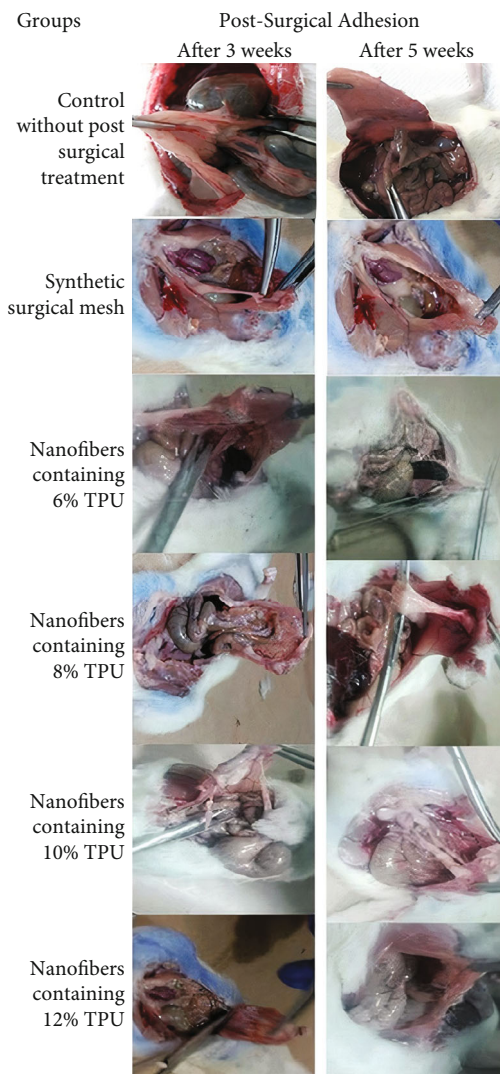 Groups
Post-Surgical Adhesion
After 3 weeks
After 5 weeks
Control
without post
surgical
treatment
Synthetic
surgical mesh
Nanofibers
containing
6% TPU
Nanofibers
containing
8% TPU
Nanofibers
containing
10% TPU
Nanofibers
containing
12% TPU